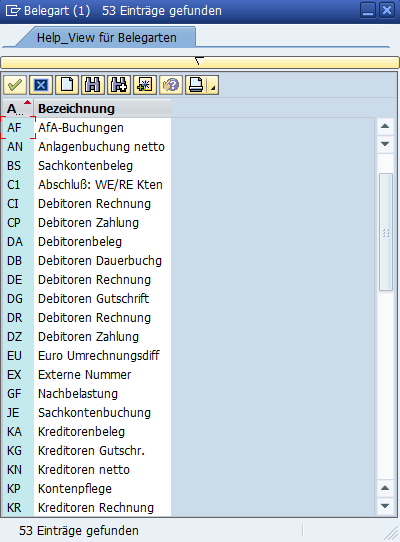 Belegart (1) 53 Einträge gefunden
Help_View für Belegarten
A... Bezeichnung
AF AfA-Buchungen
AN Anlagenbuchung netto
BS Sachkontenbeleg
C1 Abschluß: WE/RE Kten
CI Debitoren Rechnung
CP Debitoren Zahlung
DA Debitorenbeleg
DB Debitoren Dauerbuchg
DE Debitoren Rechnung
DG Debitoren Gutschrift
DR Debitoren Rechnung
DZ Debitoren Zahlung
EU Euro Umrechnungsdiff
EX Externe Nummer
GF Nachbelastung
JE Sachkontenbuchung
KA Kreditorenbeleg
KG Kreditoren Gutschr.
KN Kreditoren netto
KP Kontenpflege
KR Kreditoren Rechnung
53 Einträge gefunden